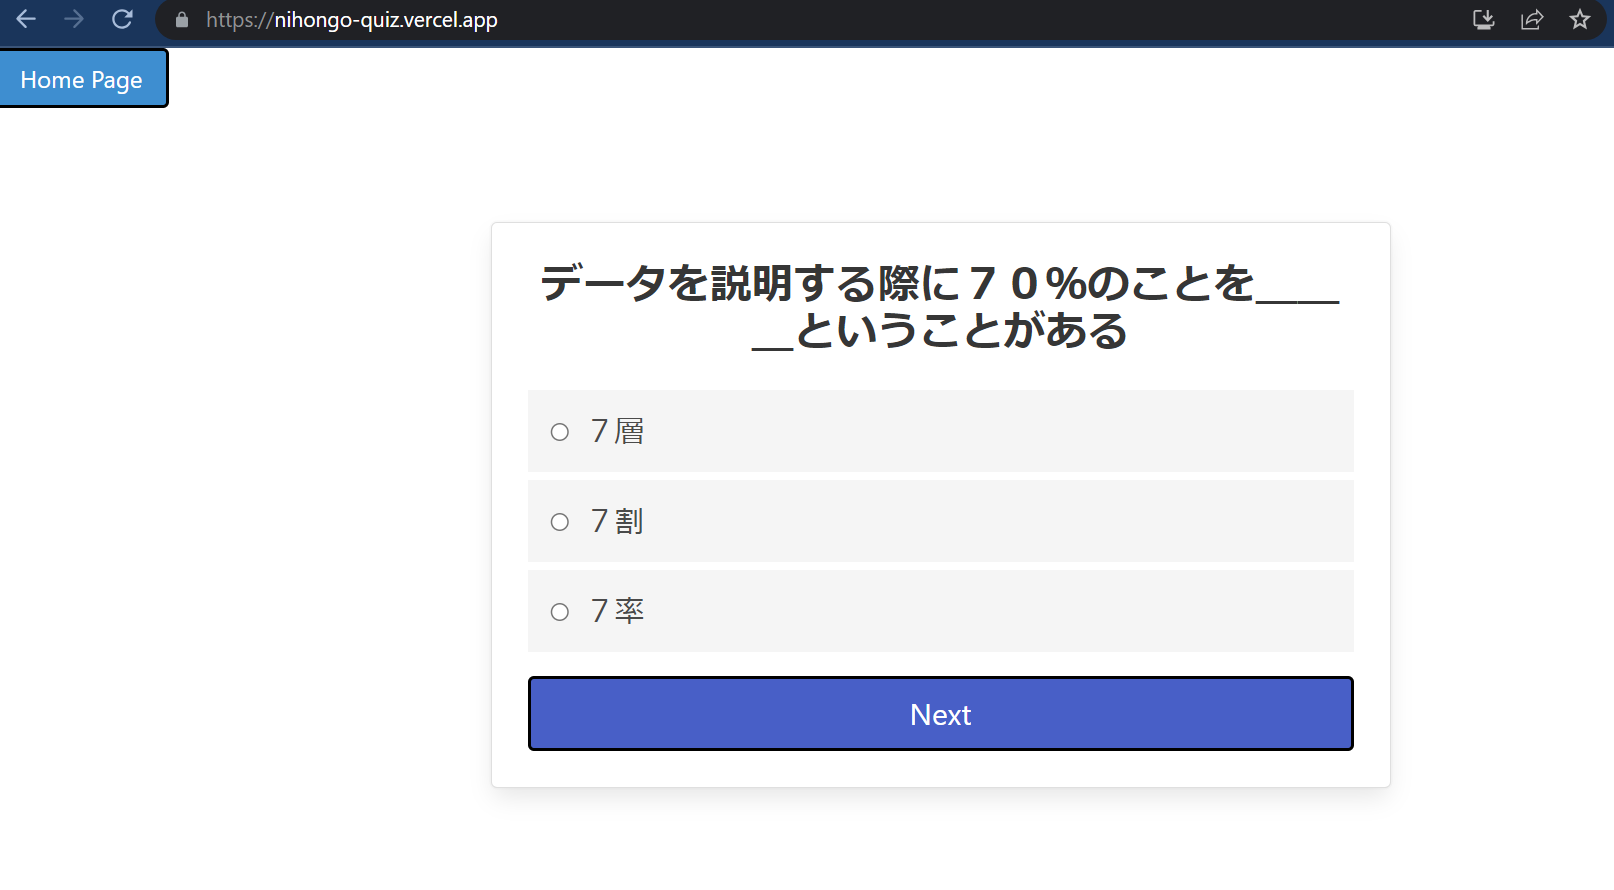 https://nihongo-quiz.vercel.app
Home Page
データを説明する際に７０％のことを____
__ということがある
７層
７割
７率
Next